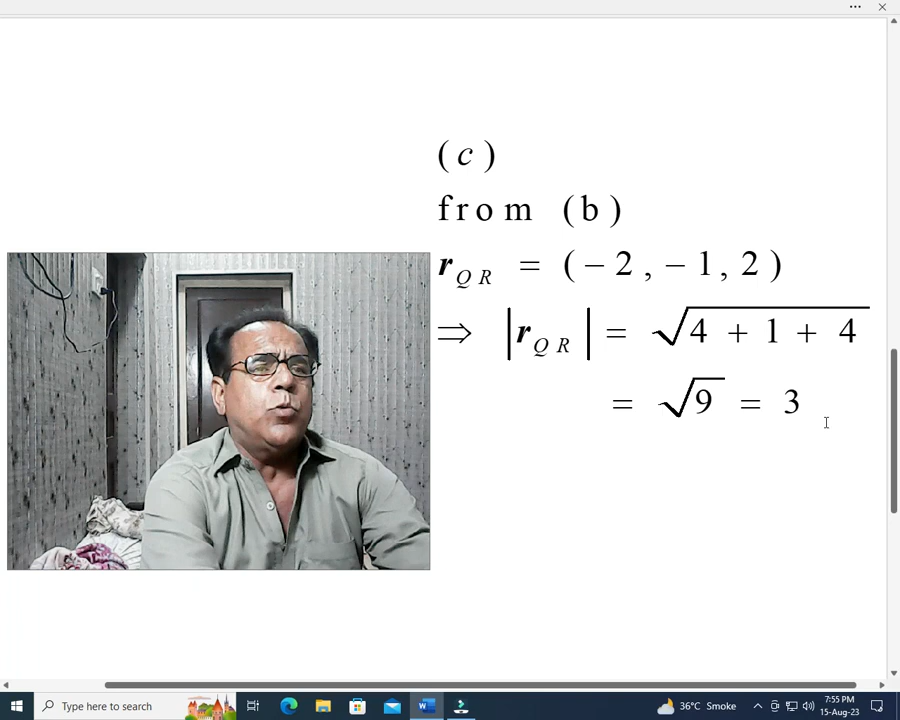 (c)
from (b)
r_QR = (−2, −1, 2)
⇒ |r_QR| = √4 + 1 + 4
= √9 = 3
Type here to search
36°C Smoke
7:55 PM
15-Aug-23